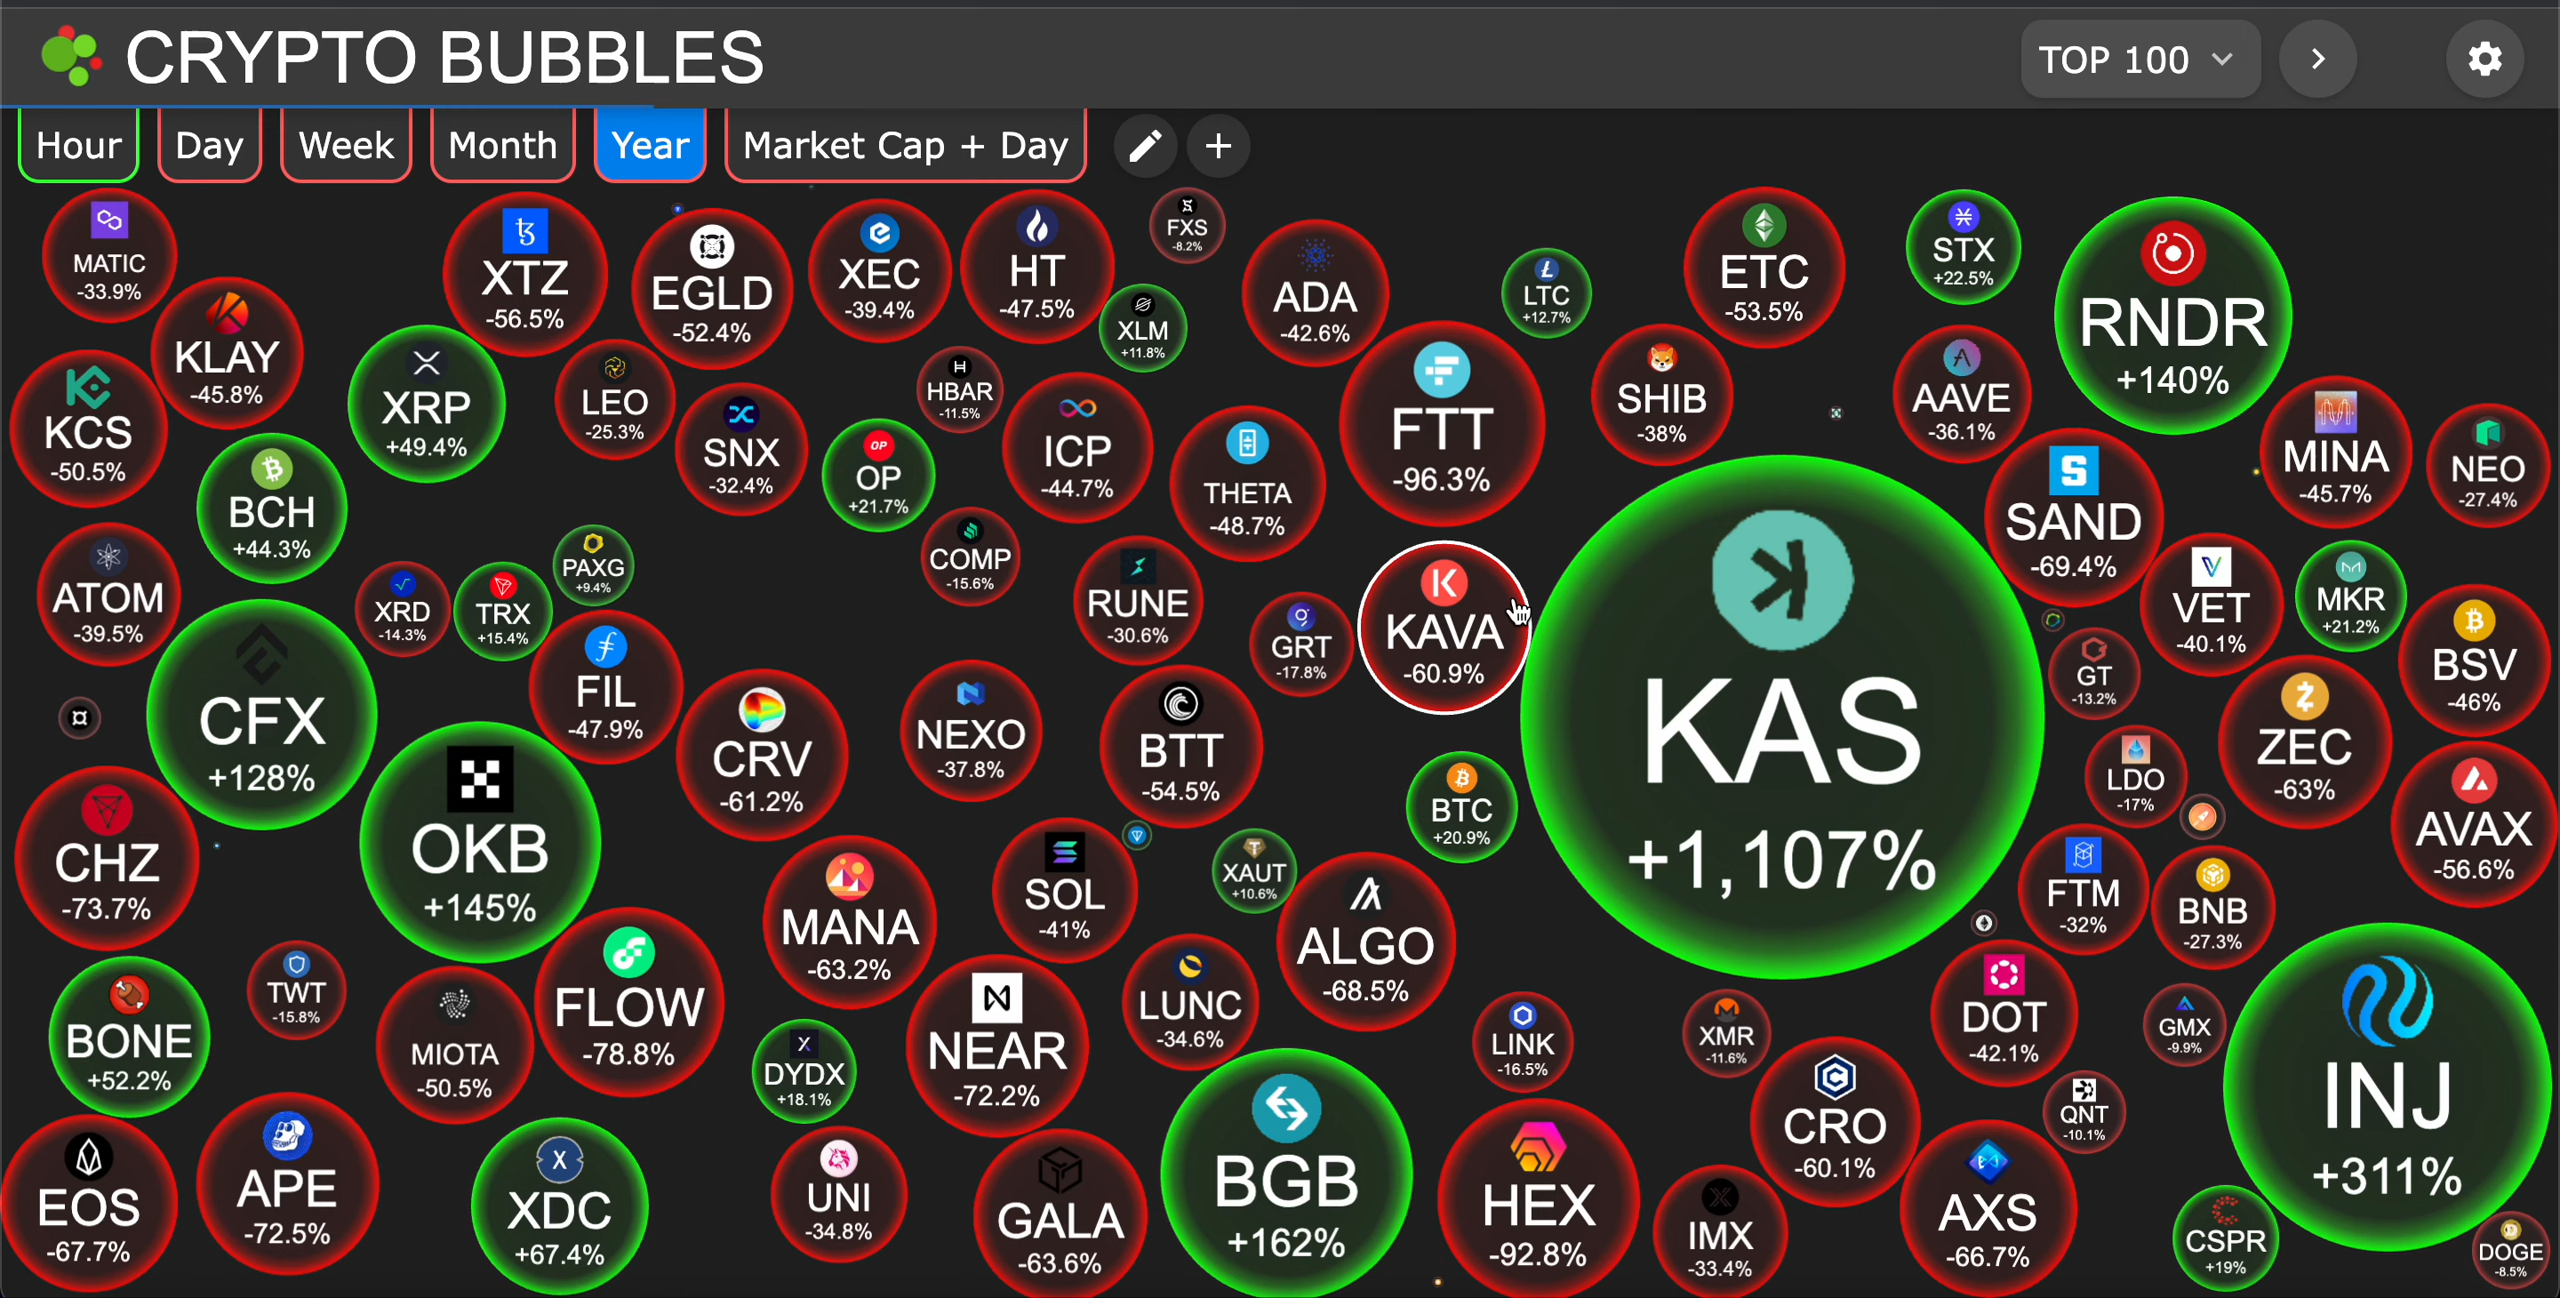 CRYPTO BUBBLES
TOP 100
Hour
Day
Week
Month
Year
Market Cap + Day
MATIC
-33.9%
KLAY
-45.8%
XTZ
-56.5%
EGLD
-52.4%
XEC
-39.4%
HT
-47.5%
FXS
-8.2%
XLM
+11.8%
ADA
-42.6%
LTC
+12.7%
ETC
-53.5%
STX
+22.5%
RNDR
+140%
KCS
-50.5%
XRP
+49.4%
LEO
-25.3%
SNX
-32.4%
HBAR
-11.5%
OP
OP
+21.7%
ICP
-44.7%
THETA
-48.7%
FTT
-96.3%
SHIB
-38%
AAVE
-36.1%
MINA
-45.7%
NEO
-27.4%
BCH
+44.3%
SAND
-69.4%
ATOM
-39.5%
XRD
-14.3%
TRX
+15.4%
PAXG
+9.4%
COMP
-15.6%
RUNE
-30.6%
GRT
-17.8%
KAVA
-60.9%
KAS
+1,107%
VET
-40.1%
MKR
+21.2%
GT
-13.2%
BSV
-46%
CFX
+128%
FIL
-47.9%
CRV
-61.2%
NEXO
-37.8%
BTT
-54.5%
BTC
+20.9%
LDO
-17%
ZEC
-63%
AVAX
-56.6%
CHZ
-73.7%
OKB
+145%
MANA
-63.2%
SOL
-41%
XAUT
+10.6%
ALGO
-68.5%
FTM
-32%
BNB
-27.3%
BONE
+52.2%
TWT
-15.8%
MIOTA
-50.5%
FLOW
-78.8%
DYDX
+18.1%
NEAR
-72.2%
LUNC
-34.6%
LINK
-16.5%
XMR
-11.6%
DOT
-42.1%
GMX
-9.9%
INJ
+311%
EOS
-67.7%
APE
-72.5%
XDC
+67.4%
UNI
-34.8%
GALA
-63.6%
BGB
+162%
HEX
-92.8%
IMX
-33.4%
CRO
-60.1%
AXS
-66.7%
QNT
-10.1%
CSPR
+19%
DOGE
-8.5%